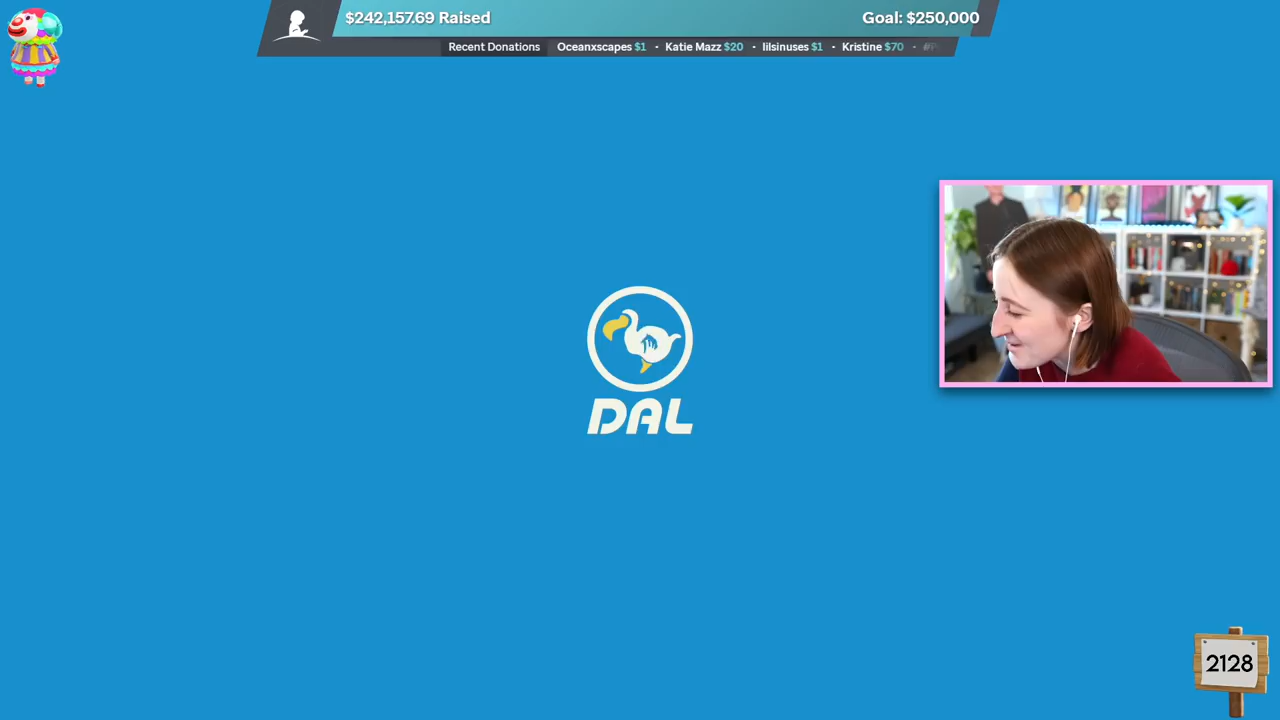 $242,157.69 Raised
Goal: $250,000
Recent Donations Oceanxscapes $1 • Katie Mazz $20 • lilsinuses $1 • Kristine $70 •
DAL
2128